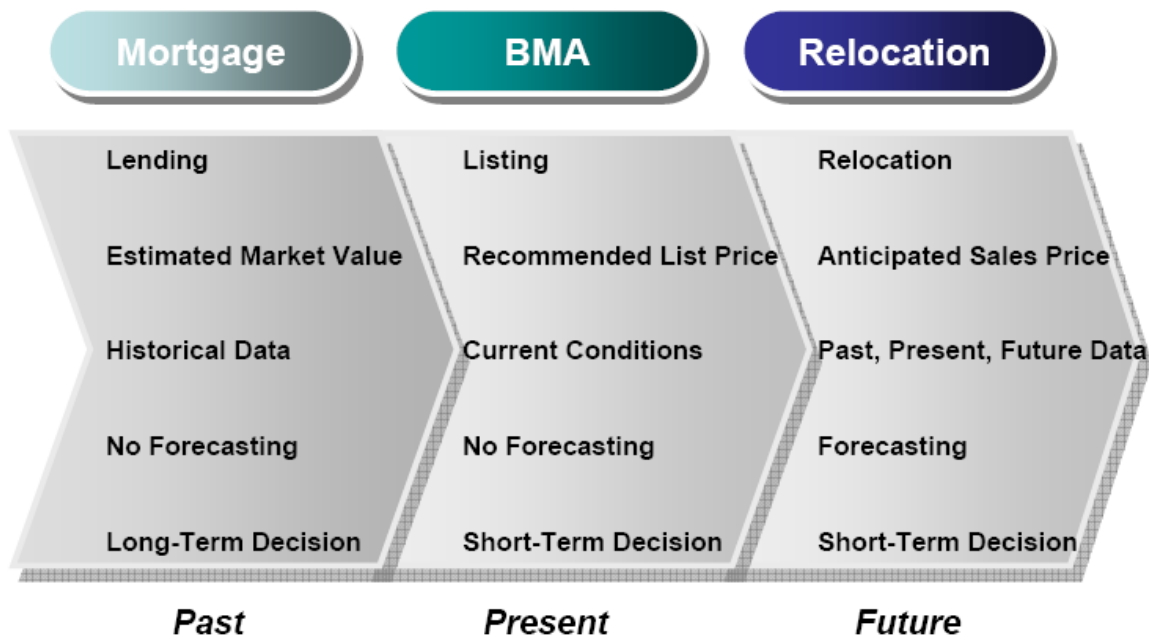 Mortgage
BMA
Relocation
Lending
Listing
Relocation
Estimated Market Value
Recommended List Price
Anticipated Sales Price
Historical Data
Current Conditions
Past, Present, Future Data
No Forecasting
No Forecasting
Forecasting
Long-Term Decision
Short-Term Decision
Short-Term Decision
Past
Present
Future